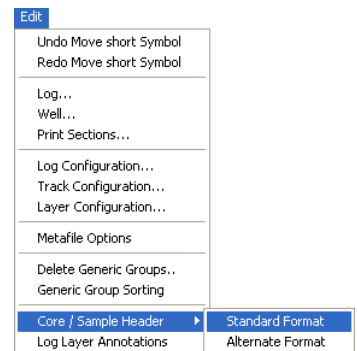 Edit
Undo Move short Symbol
Redo Move short Symbol
Log...
Well...
Print Sections...
Log Configuration...
Track Configuration...
Layer Configuration...
Metafile Options
Delete Generic Groups..
Generic Group Sorting
Core / Sample Header
Standard Format
Log Layer Annotations
Alternate Format